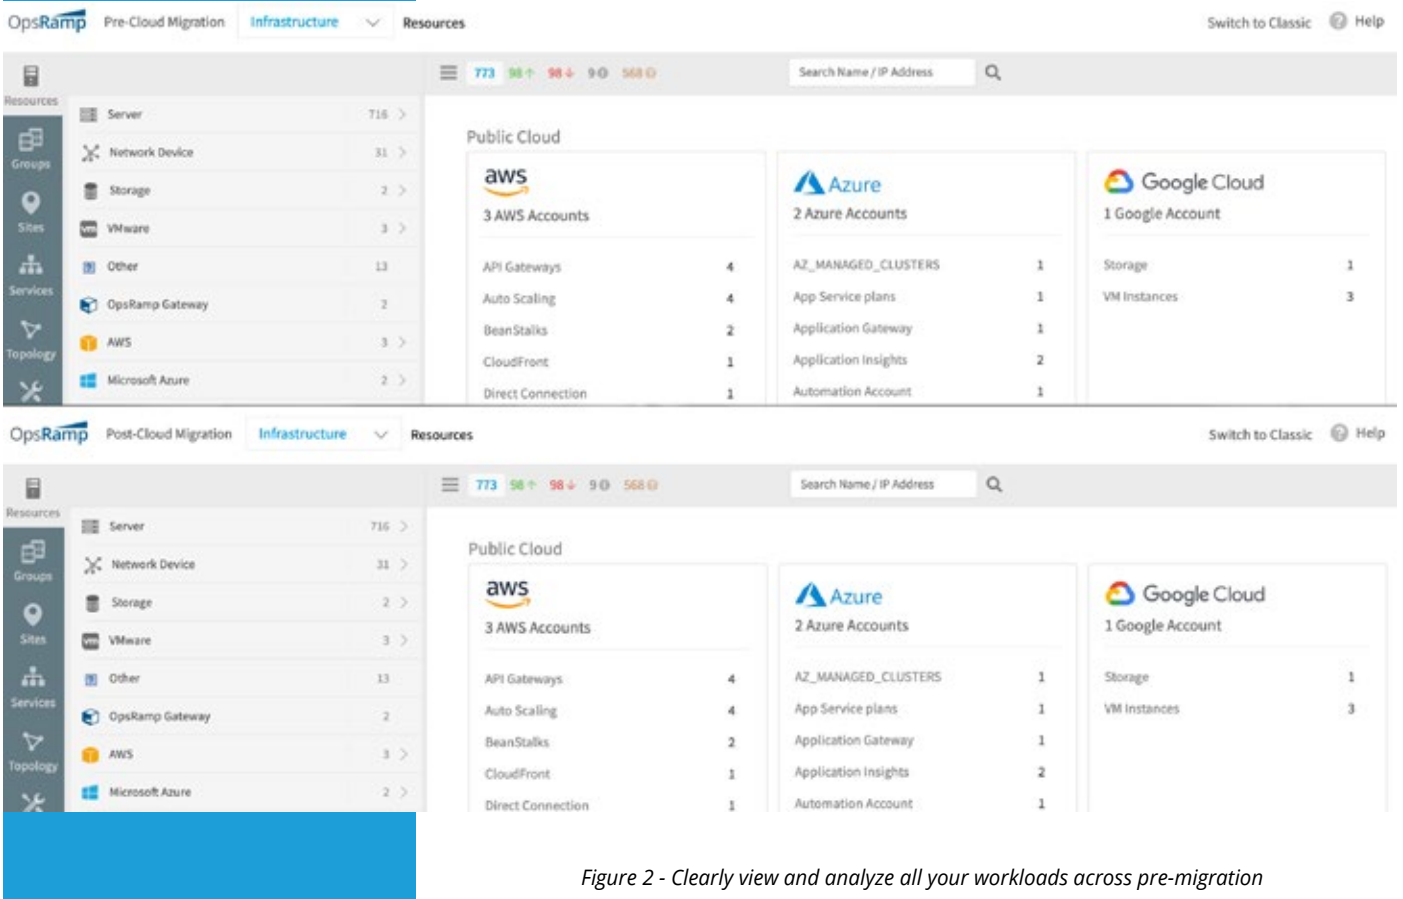 OpsRamp Pre-Cloud Migration Infrastructure Resources Switch to Classic Help
773 98 98 9 568 Search Name / IP Address
Resources
Groups
Sites
Services
Topology
Server 716
Network Device 31
Storage 2
VMware 3
Other 13
OpsRamp Gateway 2
AWS 3
Microsoft Azure 2
Public Cloud
aws
3 AWS Accounts
API Gateways 4
Auto Scaling 4
BeanStalks 2
CloudFront 1
Direct Connection 1
Azure
2 Azure Accounts
AZ_MANAGED_CLUSTERS 1
App Service plans 1
Application Gateway 1
Application Insights 2
Automation Account 1
Google Cloud
1 Google Account
Storage 1
VM Instances 3
OpsRamp Post-Cloud Migration Infrastructure Resources Switch to Classic Help
773 98 98 9 568 Search Name / IP Address
Resources
Groups
Sites
Services
Topology
Server 716
Network Device 31
Storage 2
VMware 3
Other 13
OpsRamp Gateway 2
AWS 3
Microsoft Azure 2
Public Cloud
aws
3 AWS Accounts
API Gateways 4
Auto Scaling 4
BeanStalks 2
CloudFront 1
Direct Connection 1
Azure
2 Azure Accounts
AZ_MANAGED_CLUSTERS 1
App Service plans 1
Application Gateway 1
Application Insights 2
Automation Account 1
Google Cloud
1 Google Account
Storage 1
VM Instances 3
Figure 2 - Clearly view and analyze all your workloads across pre-migration